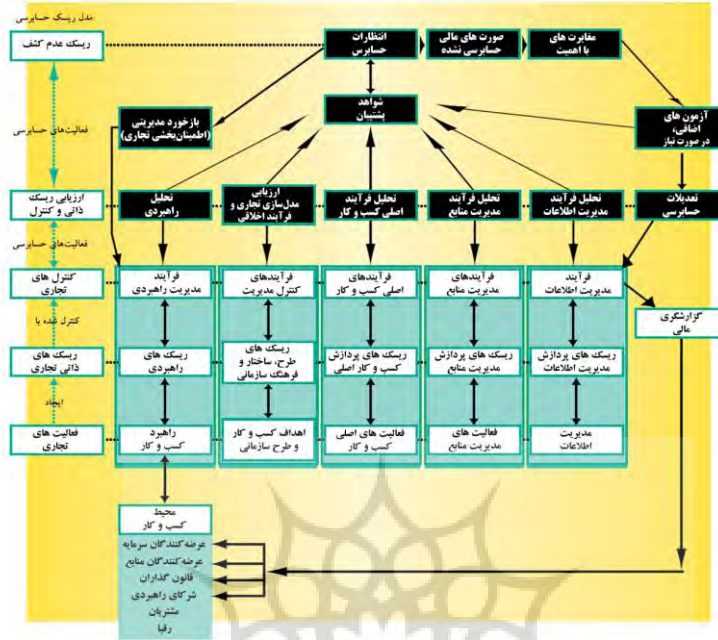 مدل ریسک حسابرسی
ریسک عدم کشف
انتظارات
حسابرس
صورت های مالی
حسابرسی نشده
مغایرت های
با اهمیت
شواهد
پشتیبان
آزمون های
اضافی،
در صورت نیاز
بازخورد مدیریتی
(اطمینان‌بخشی تجاری)
فعالیت‌های حسابرسی
ارزیابی ریسک
ذاتی و کنترل
تحلیل
راهبردی
ارزیابی
مدل‌سازی تجاری و
فرآیند اخلاقی
تحلیل فرآیند
اصلی کسب و کار
تحلیل فرآیند
مدیریت منابع
تحلیل فرآیند
مدیریت اطلاعات
تعدیلات
حسابرسی
فعالیت‌های حسابرسی
کنترل های
تجاری
فرآیند
مدیریت راهبردی
فرآیندهای
کنترل مدیریت
فرآیندهای
اصلی کسب و کار
فرآیندهای
مدیریت منابع
فرآیند
مدیریت اطلاعات
گزارشگری
مالی
کنترل شده با
ریسک های
ذاتی تجاری
ریسک های
راهبردی
ریسک های
طرح، ساختار و
فرهنگ سازمانی
ریسک های پردازش
کسب و کار اصلی
ریسک های پردازش
مدیریت منابع
ریسک های پردازش
مدیریت اطلاعات
ایجاد
فعالیت های
تجاری
راهبرد
کسب و کار
اهداف کسب و کار
و طرح سازمانی
فعالیت های اصلی
کسب و کار
فعالیت های
مدیریت منابع
مدیریت
اطلاعات
محیط
کسب و کار
عرضه‌کنندگان سرمایه
عرضه‌کنندگان منابع
قانون گذاران
شرکای راهبردی
مشتریان
رقبا